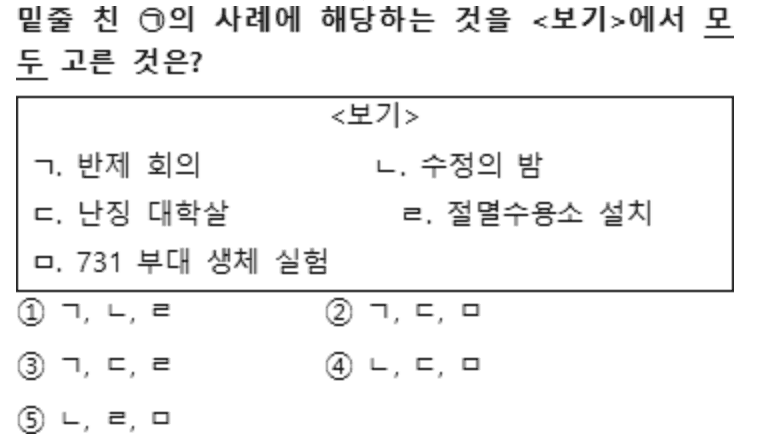 밑줄 친 ㉠의 사례에 해당하는 것을 <보기>에서 모
두 고른 것은?
<보기>
ㄱ. 반제 회의 ㄴ. 수정의 밤
ㄷ. 난징 대학살 ㄹ. 절멸수용소 설치
ㅁ. 731 부대 생체 실험
① ㄱ, ㄴ, ㄹ ② ㄱ, ㄷ, ㅁ
③ ㄱ, ㄷ, ㄹ ④ ㄴ, ㄷ, ㅁ
⑤ ㄴ, ㄹ, ㅁ